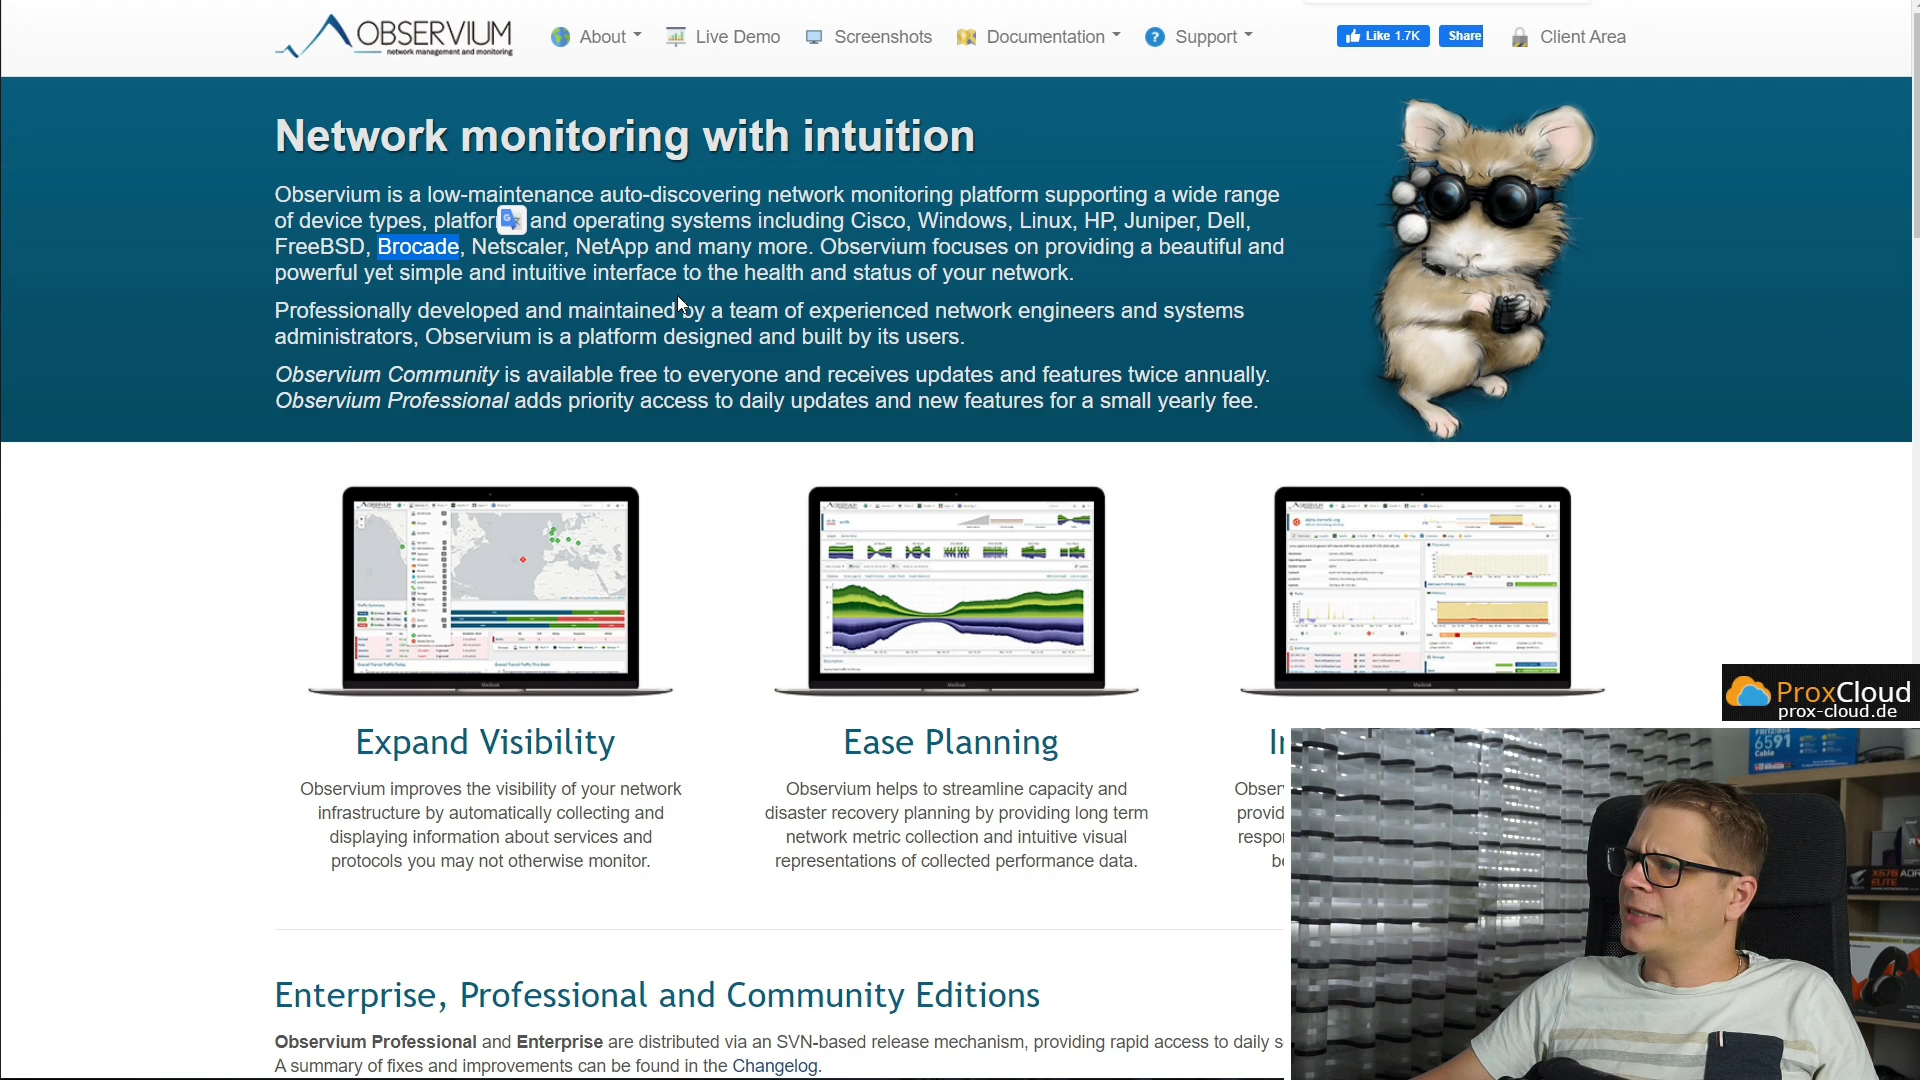 OBSERVIUM
network management and monitoring
About
Live Demo
Screenshots
Documentation
Support
Like 1.7K
Share
Client Area
Network monitoring with intuition
Observium is a low-maintenance auto-discovering network monitoring platform supporting a wide range
of device types, platfor and operating systems including Cisco, Windows, Linux, HP, Juniper, Dell,
FreeBSD, Brocade, Netscaler, NetApp and many more. Observium focuses on providing a beautiful and
powerful yet simple and intuitive interface to the health and status of your network.
Professionally developed and maintained by a team of experienced network engineers and systems
administrators, Observium is a platform designed and built by its users.
Observium Community is available free to everyone and receives updates and features twice annually.
Observium Professional adds priority access to daily updates and new features for a small yearly fee.
ProxCloud
prox-cloud.de
Expand Visibility
Observium improves the visibility of your network
infrastructure by automatically collecting and
displaying information about services and
protocols you may not otherwise monitor.
Ease Planning
Observium helps to streamline capacity and
disaster recovery planning by providing long term
network metric collection and intuitive visual
representations of collected performance data.
Obser
provid
respon
be
FRITZ!BOX
6591
Cable
X670 AOR
ELITE
Enterprise, Professional and Community Editions
Observium Professional and Enterprise are distributed via an SVN-based release mechanism, providing rapid access to daily s
A summary of fixes and improvements can be found in the Changelog.